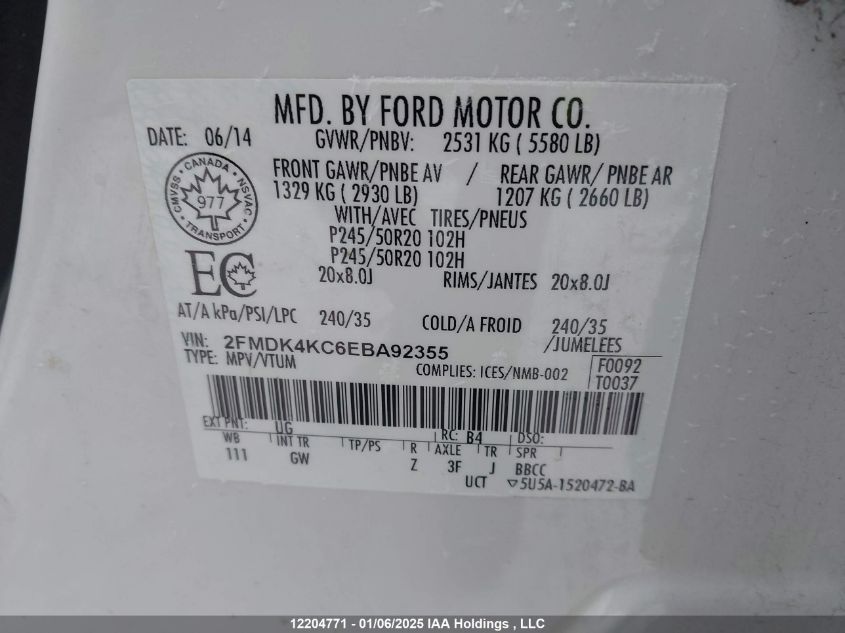 MFD. BY FORD MOTOR CO.
DATE: 06/14 GVWR/PNBV: 2531 KG ( 5580 LB)
FRONT GAWR/PNBE AV / REAR GAWR/ PNBE AR
1329 KG ( 2930 LB) 1207 KG ( 2660 LB)
WITH/AVEC TIRES/PNEUS
P245/50R20 102H
P245/50R20 102H
20x8.0J RIMS/JANTES 20x8.0J
CANADA
CMVSS 977 NSVAC
TRANSPORT
EC
AT/A kPa/PSI/LPC 240/35 COLD/A FROID 240/35
VIN: 2FMDK4KC6EBA92355 /JUMELEES
TYPE: MPV/VTUM COMPLIES: ICES/NMB-002 F0092
T0037
EXT PNT: UG RC: B4 DSO:
WB INT TR TP/PS R AXLE TR SPR
111 GW Z 3F J BBCC
UCT ▽5U5A-1520472-BA
12204771 - 01/06/2025 IAA Holdings , LLC